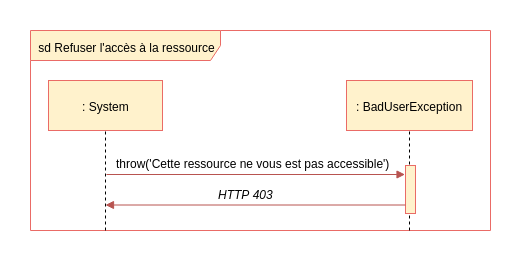 sd Refuser l'accès à la ressource
: System
: BadUserException
throw('Cette ressource ne vous est pas accessible')
HTTP 403